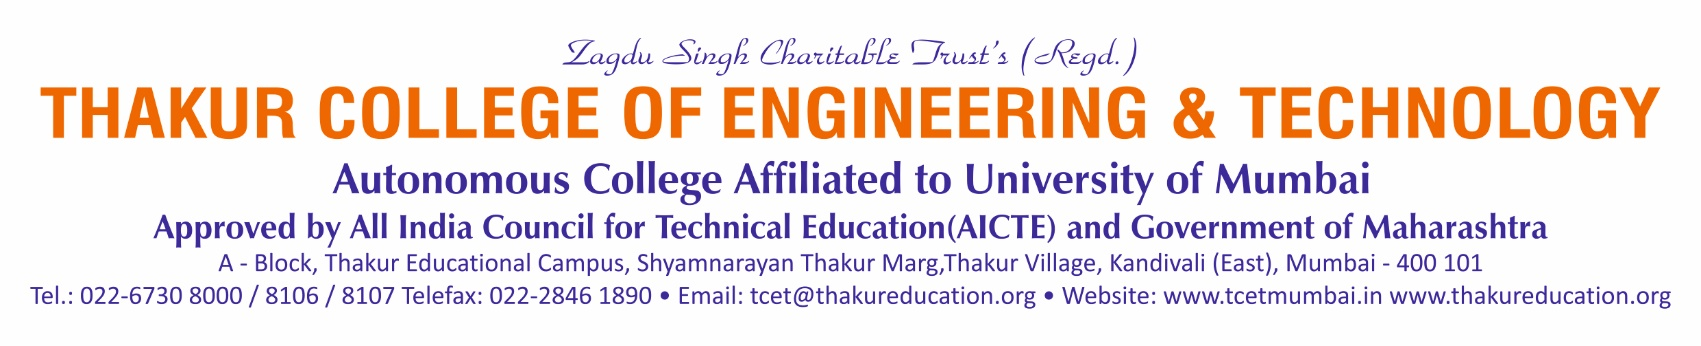 Zagdu Singh Charitable Trust's (Regd.)
THAKUR COLLEGE OF ENGINEERING & TECHNOLOGY
Autonomous College Affiliated to University of Mumbai
Approved by All India Council for Technical Education(AICTE) and Government of Maharashtra
A - Block, Thakur Educational Campus, Shyamnarayan Thakur Marg,Thakur Village, Kandivali (East), Mumbai - 400 101
Tel.: 022-6730 8000 / 8106 / 8107 Telefax: 022-2846 1890 • Email: tcet@thakureducation.org • Website: www.tcetmumbai.in www.thakureducation.org